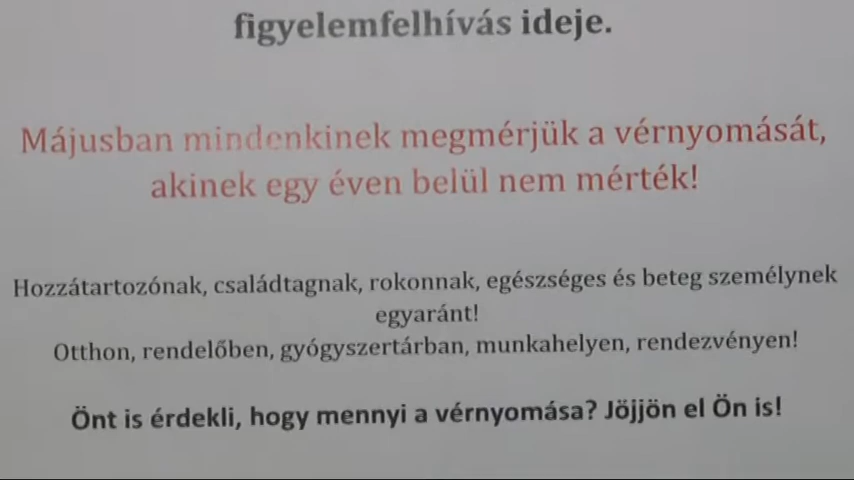 figyelemfelhívás ideje.
Májusban mindenkinek megmérjük a vérnyomását,
akinek egy éven belül nem mérték!
Hozzátartozónak, családtagnak, rokonnak, egészséges és beteg személynek
egyaránt!
Otthon, rendelőben, gyógyszertárban, munkahelyen, rendezvényen!
Önt is érdekli, hogy mennyi a vérnyomása? Jöjjön el Ön is!